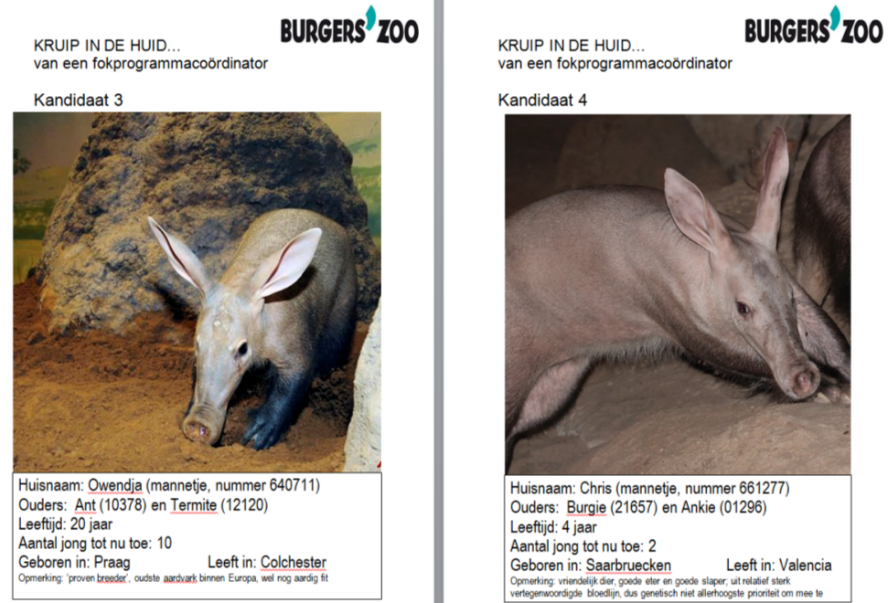 BURGERS' ZOO
KRUIP IN DE HUID...
van een fokprogrammacoördinator
Kandidaat 3
Huisnaam: Owendja (mannetje, nummer 640711)
Ouders: Ant (10378) en Termite (12120)
Leeftijd: 20 jaar
Aantal jong tot nu toe: 10
Geboren in: Praag Leeft in: Colchester
Opmerking: 'proven breeder', oudste aardvark binnen Europa, wel nog aardig fit
BURGERS' ZOO
KRUIP IN DE HUID...
van een fokprogrammacoördinator
Kandidaat 4
Huisnaam: Chris (mannetje, nummer 661277)
Ouders: Burgie (21657) en Ankie (01296)
Leeftijd: 4 jaar
Aantal jong tot nu toe: 2
Geboren in: Saarbruecken Leeft in: Valencia
Opmerking: vriendelijk dier, goede eter en goede slaper; uit relatief sterk
vertegenwoordigde bloedlijn, dus genetisch niet allerhoogste prioriteit om mee te